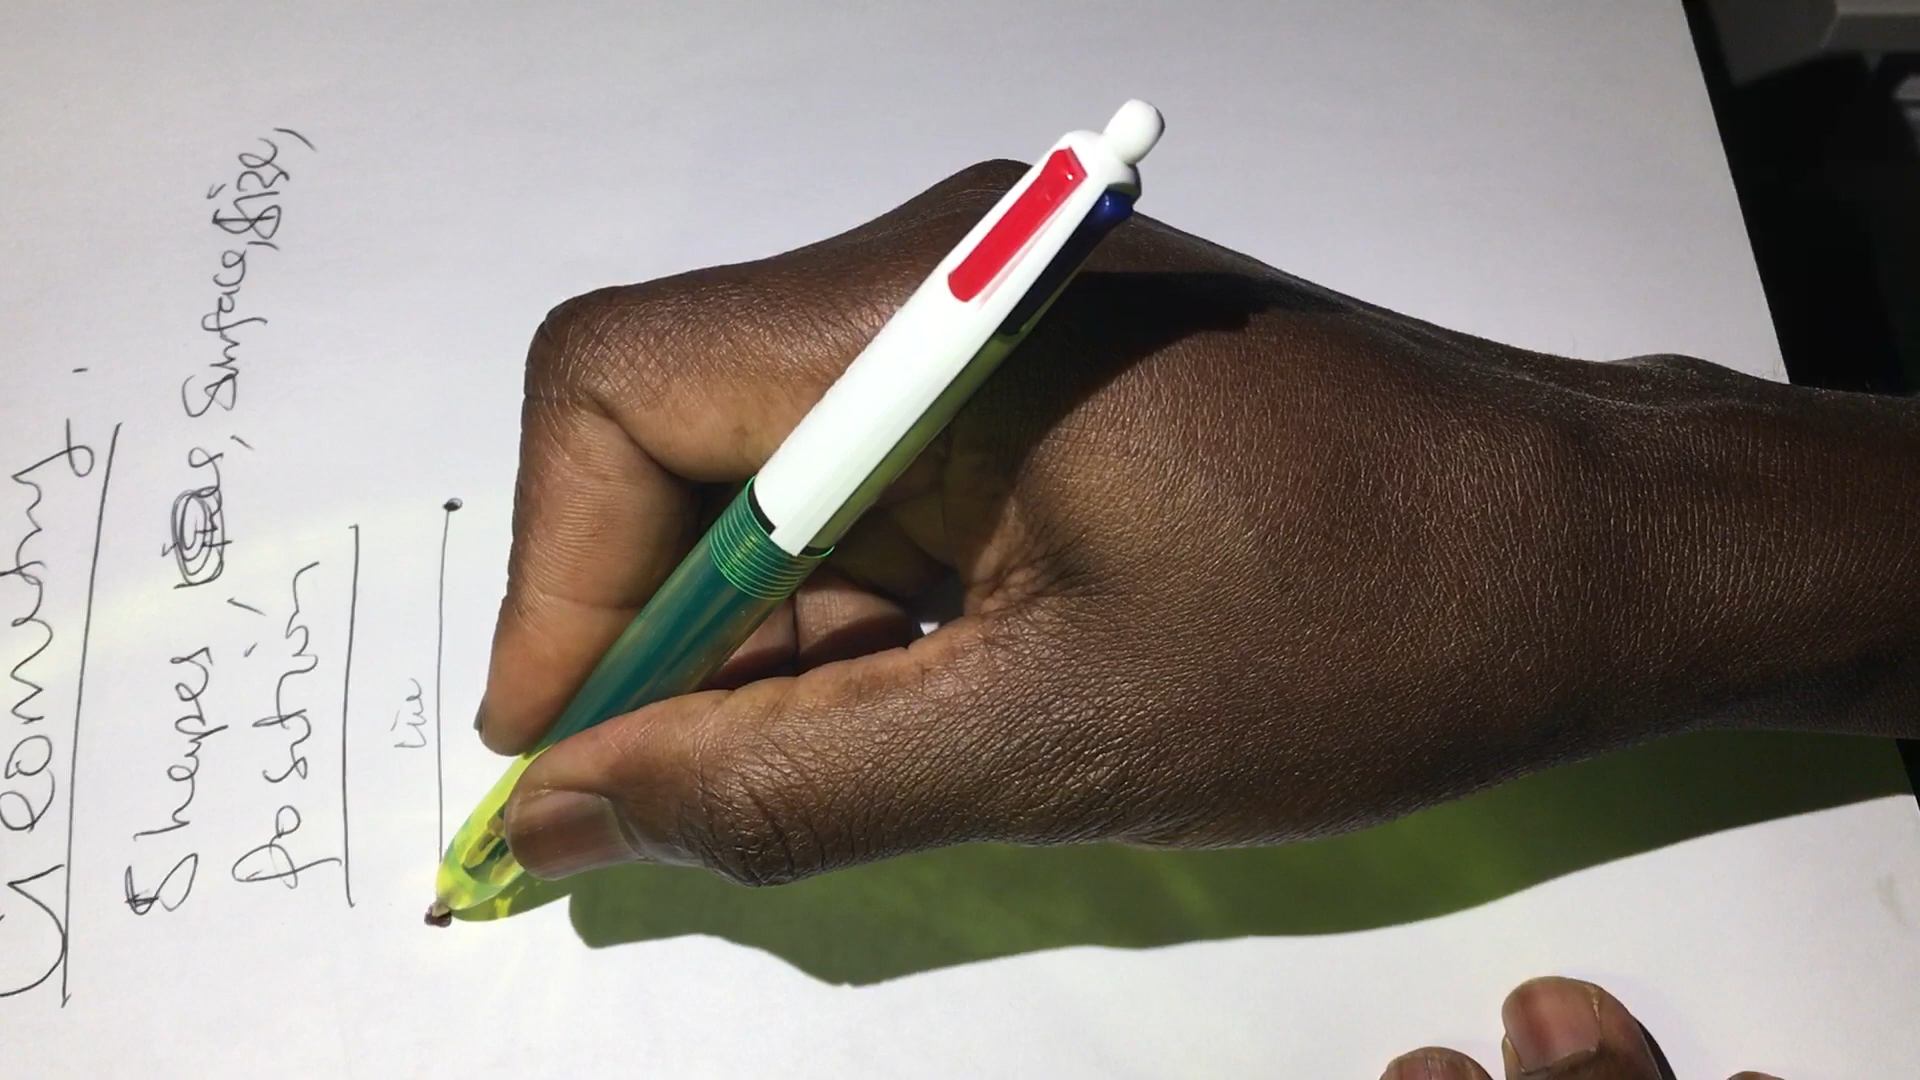 Geometry.
Shapes, Surface, Size,
Position
Line